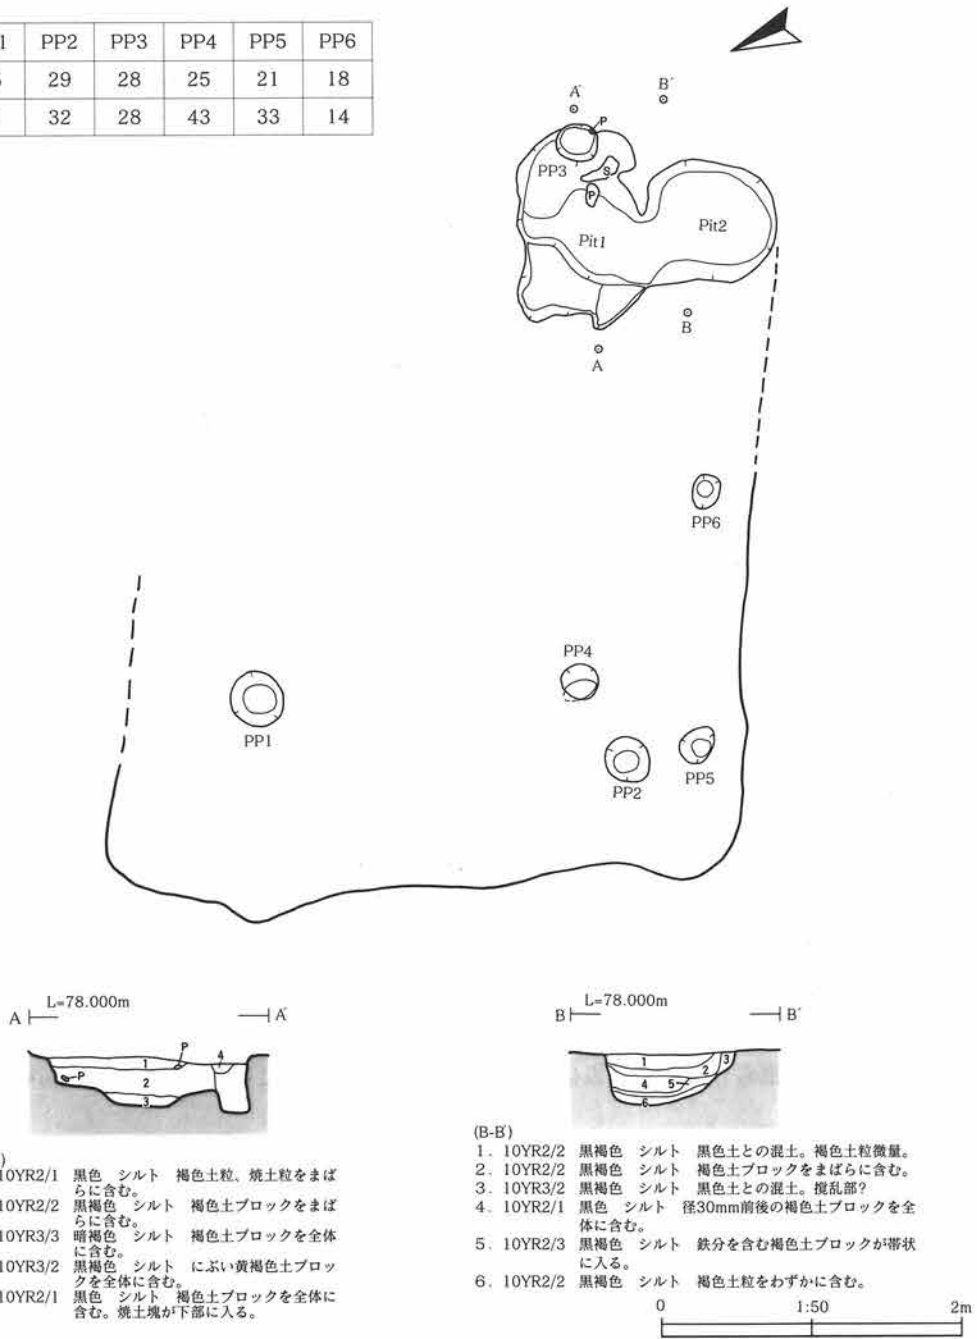 1 PP2 PP3 PP4 PP5 PP6
29 28 25 21 18
32 28 43 33 14
A´ B´
P
PP3 S
P
Pit1 Pit2
B
A
PP6
PP4
PP1
PP2 PP5
L=78.000m
A A´
P
4
1
P 2
3
L=78.000m
B B´
1 3
2
4 5
6
)
10YR2/1 黒色 シルト 褐色土粒、焼土粒をまば
らに含む。
10YR2/2 黒褐色 シルト 褐色土ブロックをまば
らに含む。
10YR3/3 暗褐色 シルト 褐色土ブロックを全体
に含む。
10YR3/2 黒褐色 シルト にぶい黄褐色土ブロッ
クを全体に含む。
10YR2/1 黒色 シルト 褐色土ブロックを全体に
含む。焼土塊が下部に入る。
(B-B´)
1. 10YR2/2 黒褐色 シルト 黒色土との混土。褐色土粒微量。
2. 10YR2/2 黒褐色 シルト 褐色土ブロックをまばらに含む。
3. 10YR3/2 黒褐色 シルト 黒色土との混土。攪乱部?
4. 10YR2/1 黒色 シルト 径30mm前後の褐色土ブロックを全
体に含む。
5. 10YR2/3 黒褐色 シルト 鉄分を含む褐色土ブロックが帯状
に入る。
6. 10YR2/2 黒褐色 シルト 褐色土粒をわずかに含む。
0 1:50 2m